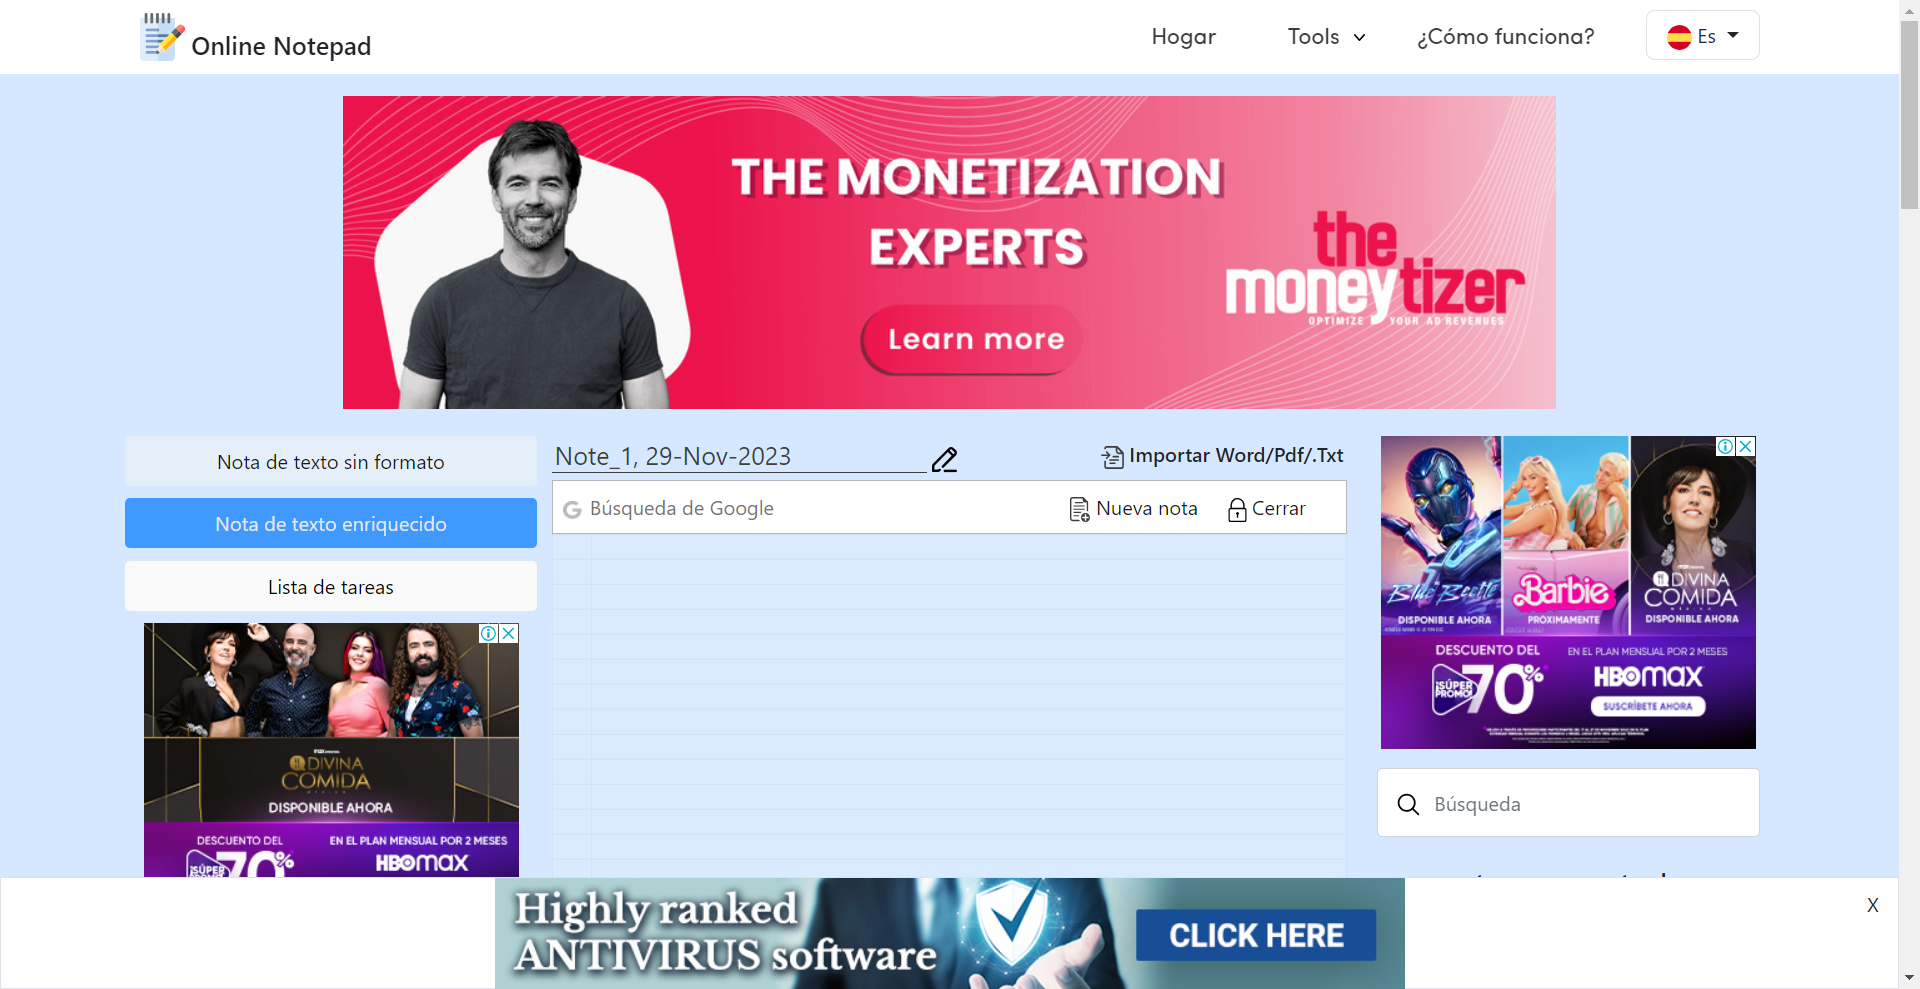 Online Notepad
Hogar
Tools
¿Cómo funciona?
Es
THE MONETIZATION
EXPERTS
Learn more
the
moneytizer
OPTIMIZE YOUR AD REVENUES
Nota de texto sin formato
Nota de texto enriquecido
Lista de tareas
Note_1, 29-Nov-2023
Importar Word/Pdf/.Txt
Búsqueda de Google
Nueva nota
Cerrar
DIVINA
COMIDA
DISPONIBLE AHORA
DESCUENTO DEL
¡SÚPER
70%
EN EL PLAN MENSUAL POR 2 MESES
HBOMAX
Blue Beetle
DISPONIBLE AHORA
Barbie
PRÓXIMAMENTE
DIVINA
COMIDA
DISPONIBLE AHORA
DESCUENTO DEL
¡SÚPER
PROMO!
70%
EN EL PLAN MENSUAL POR 2 MESES
HBOMAX
SUSCRÍBETE AHORA
Búsqueda
Highly ranked
ANTIVIRUS software
CLICK HERE
X